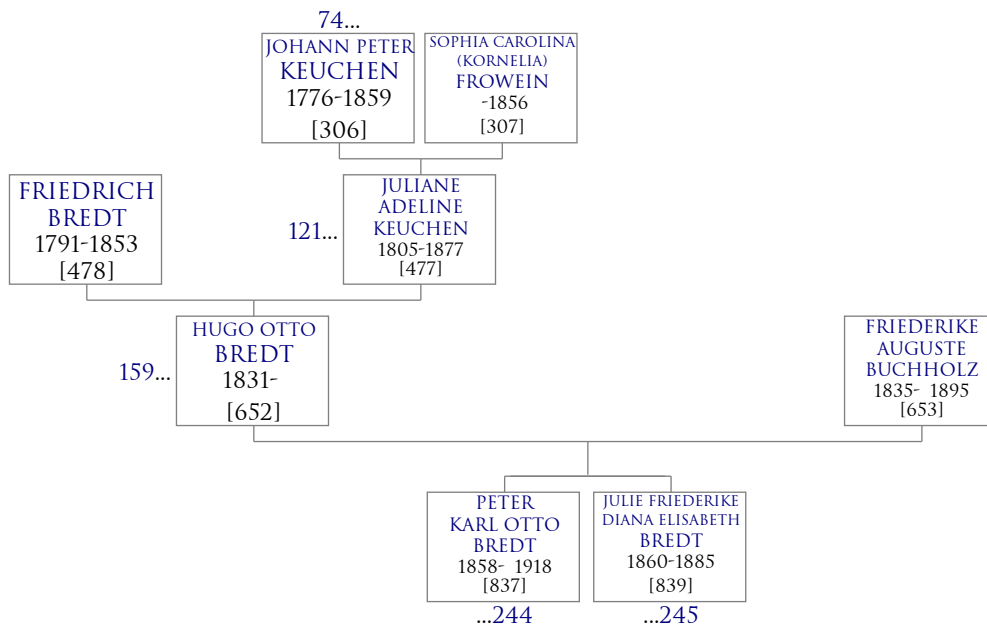 74...
JOHANN PETER
KEUCHEN
1776-1859
[306]
SOPHIA CAROLINA
(KORNELIA)
FROWEIN
-1856
[307]
FRIEDRICH
BREDT
1791-1853
[478]
121...
JULIANE
ADELINE
KEUCHEN
1805-1877
[477]
159...
HUGO OTTO
BREDT
1831-
[652]
FRIEDERIKE
AUGUSTE
BUCHHOLZ
1835- 1895
[653]
PETER
KARL OTTO
BREDT
1858- 1918
[837]
...244
JULIE FRIEDERIKE
DIANA ELISABETH
BREDT
1860-1885
[839]
...245